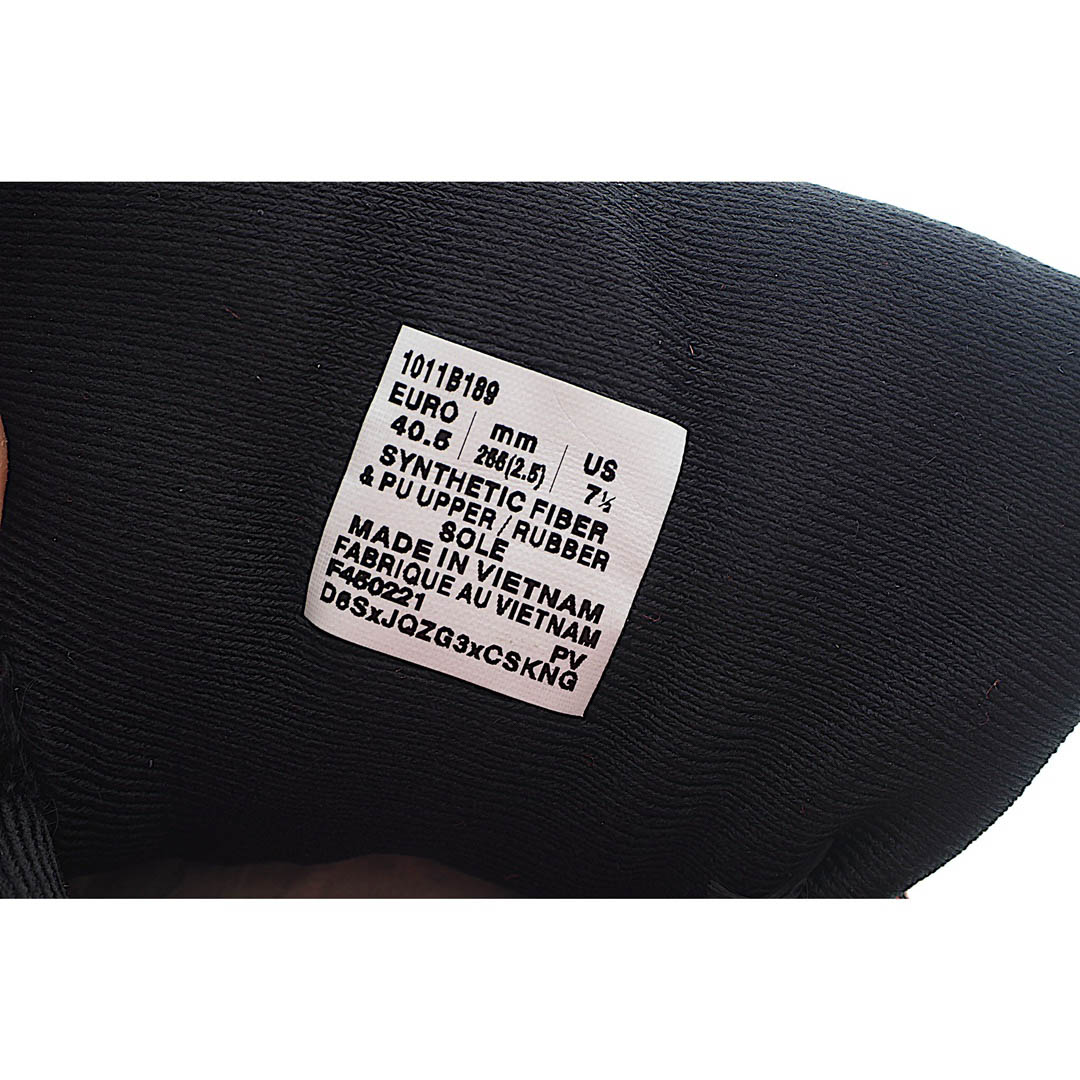 1011B189
EURO mm US
40.5 255(2.5) 7½
SYNTHETIC FIBER
& PU UPPER / RUBBER
SOLE
MADE IN VIETNAM
FABRIQUE AU VIETNAM
F450221 PV
D6SxJQZG3xCSKNG